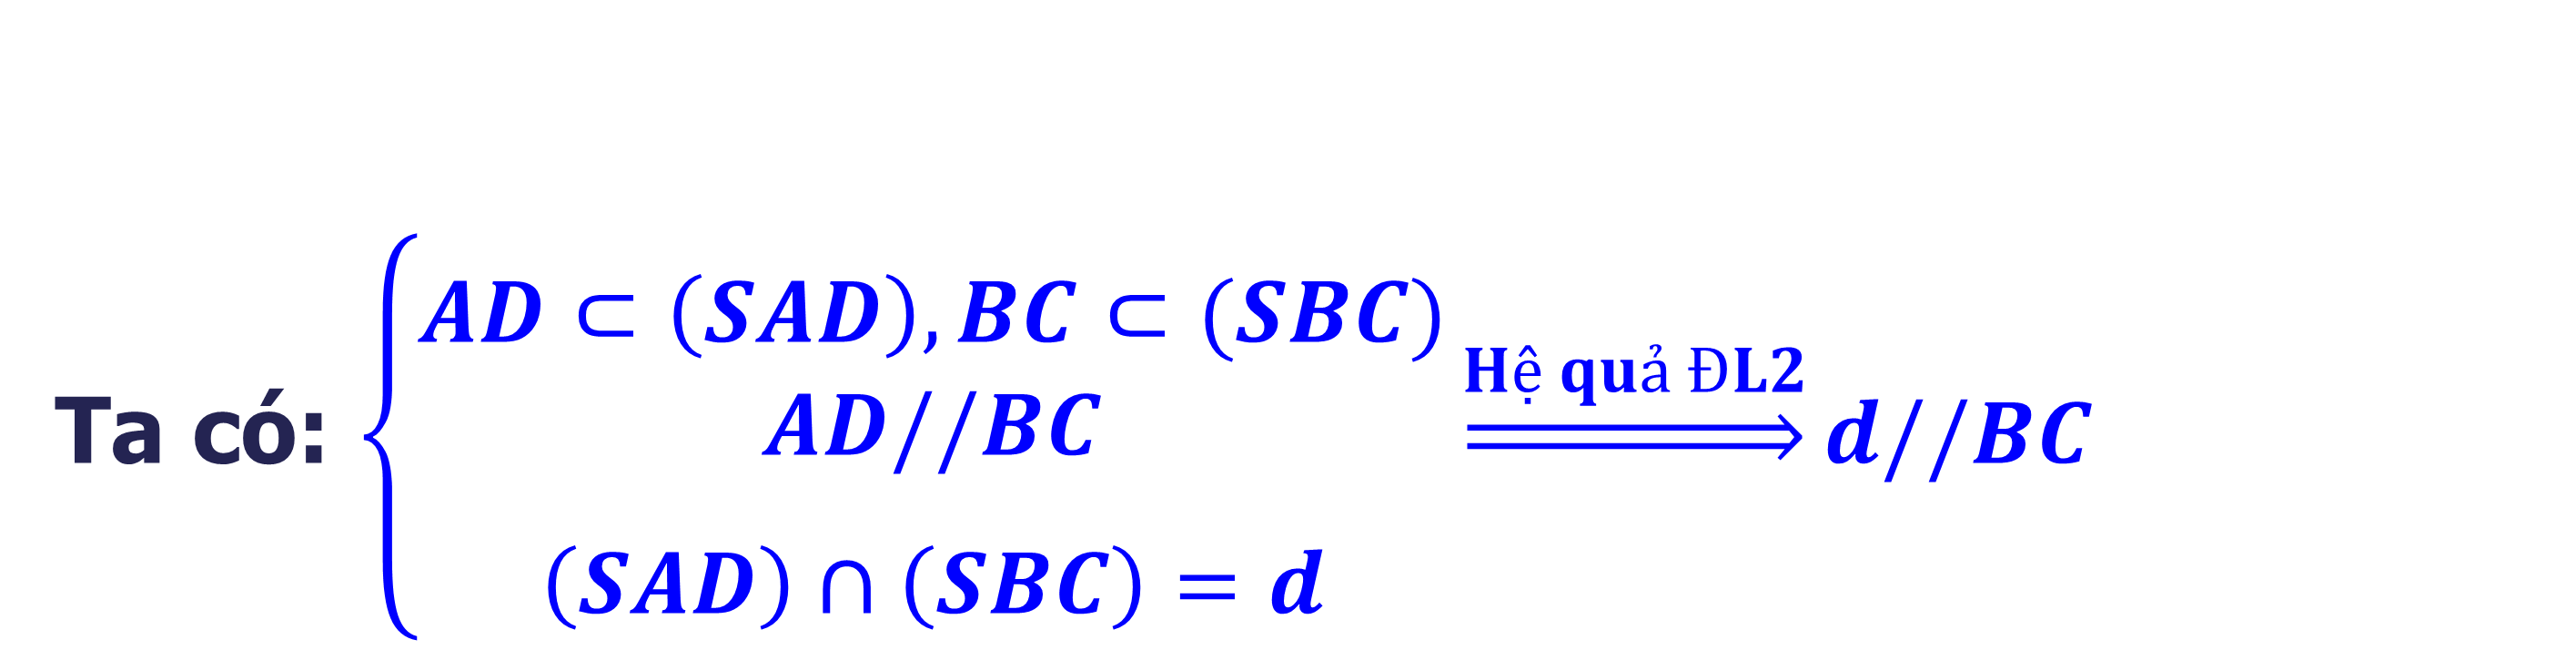 AD ⊂ (SAD), BC ⊂ (SBC)
Ta có: { AD//BC Hệ quả ĐL2 ⟹ d//BC
(SAD) ∩ (SBC) = d